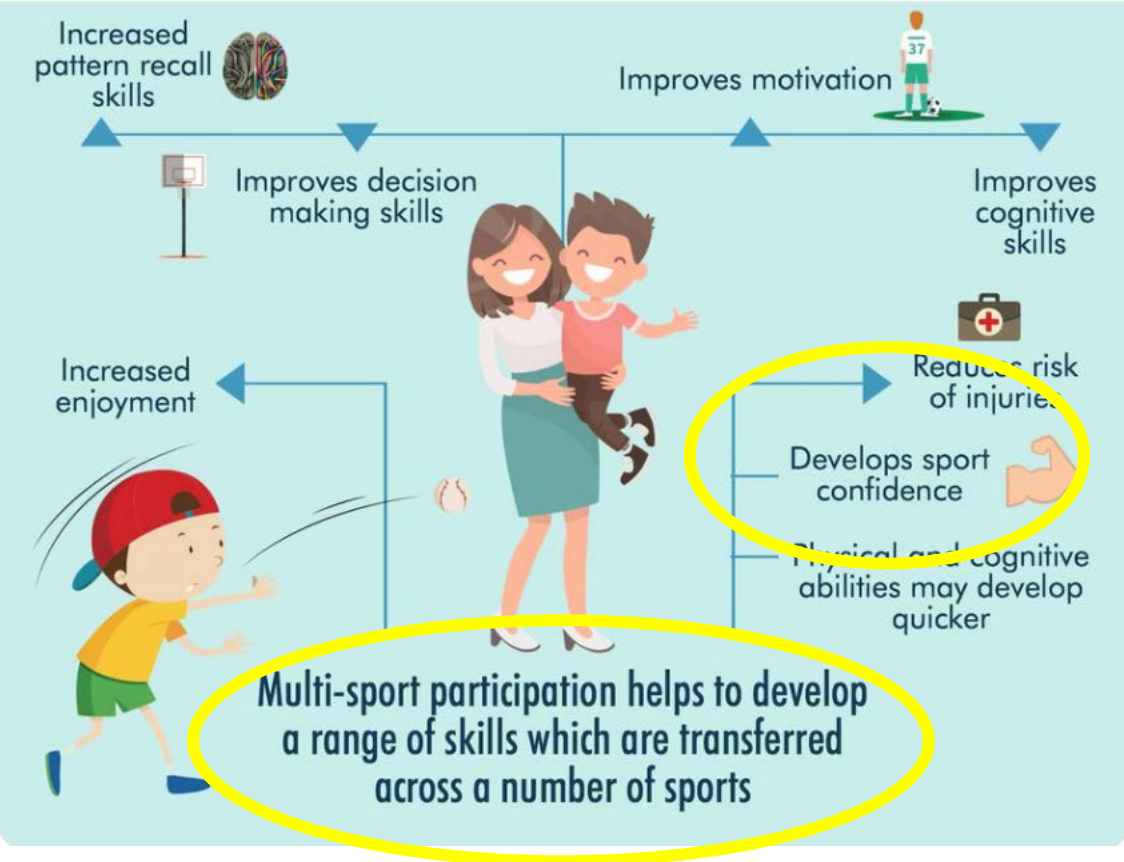 Increased
pattern recall
skills
Improves motivation
37
Improves decision
making skills
Improves
cognitive
skills
Increased
enjoyment
Reduces risk
of injuries
Develops sport
confidence
Physical and cognitive
abilities may develop
quicker
Multi-sport participation helps to develop
a range of skills which are transferred
across a number of sports